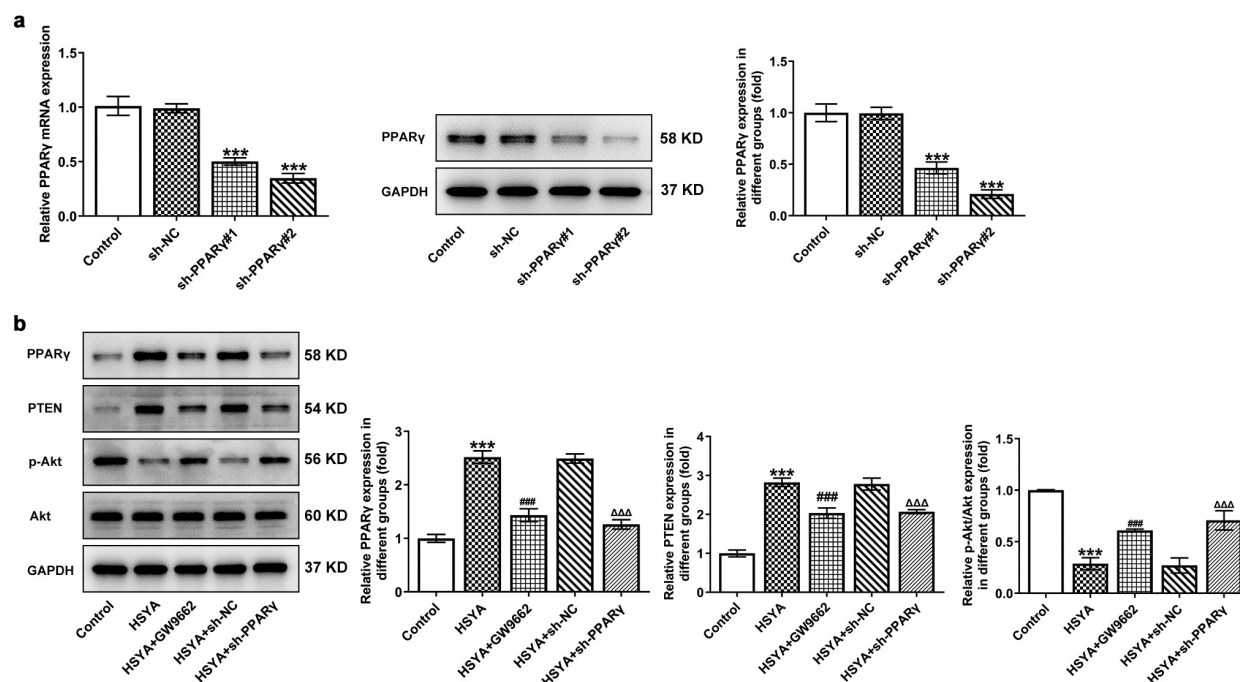 a
Relative PPARγ mRNA expression
1.5
1.0
0.5
0.0
***
***
Control
sh-NC
sh-PPARγ#1
sh-PPARγ#2
PPARγ
58 KD
GAPDH
37 KD
Control
sh-NC
sh-PPARγ#1
sh-PPARγ#2
Relative PPARγ expression in
different groups (fold)
1.5
1.0
0.5
0.0
***
***
Control
sh-NC
sh-PPARγ#1
sh-PPARγ#2
b
PPARγ
58 KD
PTEN
54 KD
p-Akt
56 KD
Akt
60 KD
GAPDH
37 KD
Control
HSYA
HSYA+GW9662
HSYA+sh-NC
HSYA+sh-PPARγ
Relative PPARγ expression in
different groups (fold)
3
2
1
0
***
###
ΔΔΔ
Control
HSYA
HSYA+GW9662
HSYA+sh-NC
HSYA+sh-PPARγ
Relative PTEN expression in
different groups (fold)
4
3
2
1
0
***
###
ΔΔΔ
Control
HSYA
HSYA+GW9662
HSYA+sh-NC
HSYA+sh-PPARγ
Relative p-Akt/Akt expression
in different groups (fold)
1.5
1.0
0.5
0.0
***
###
ΔΔΔ
Control
HSYA
HSYA+GW9662
HSYA+sh-NC
HSYA+sh-PPARγ